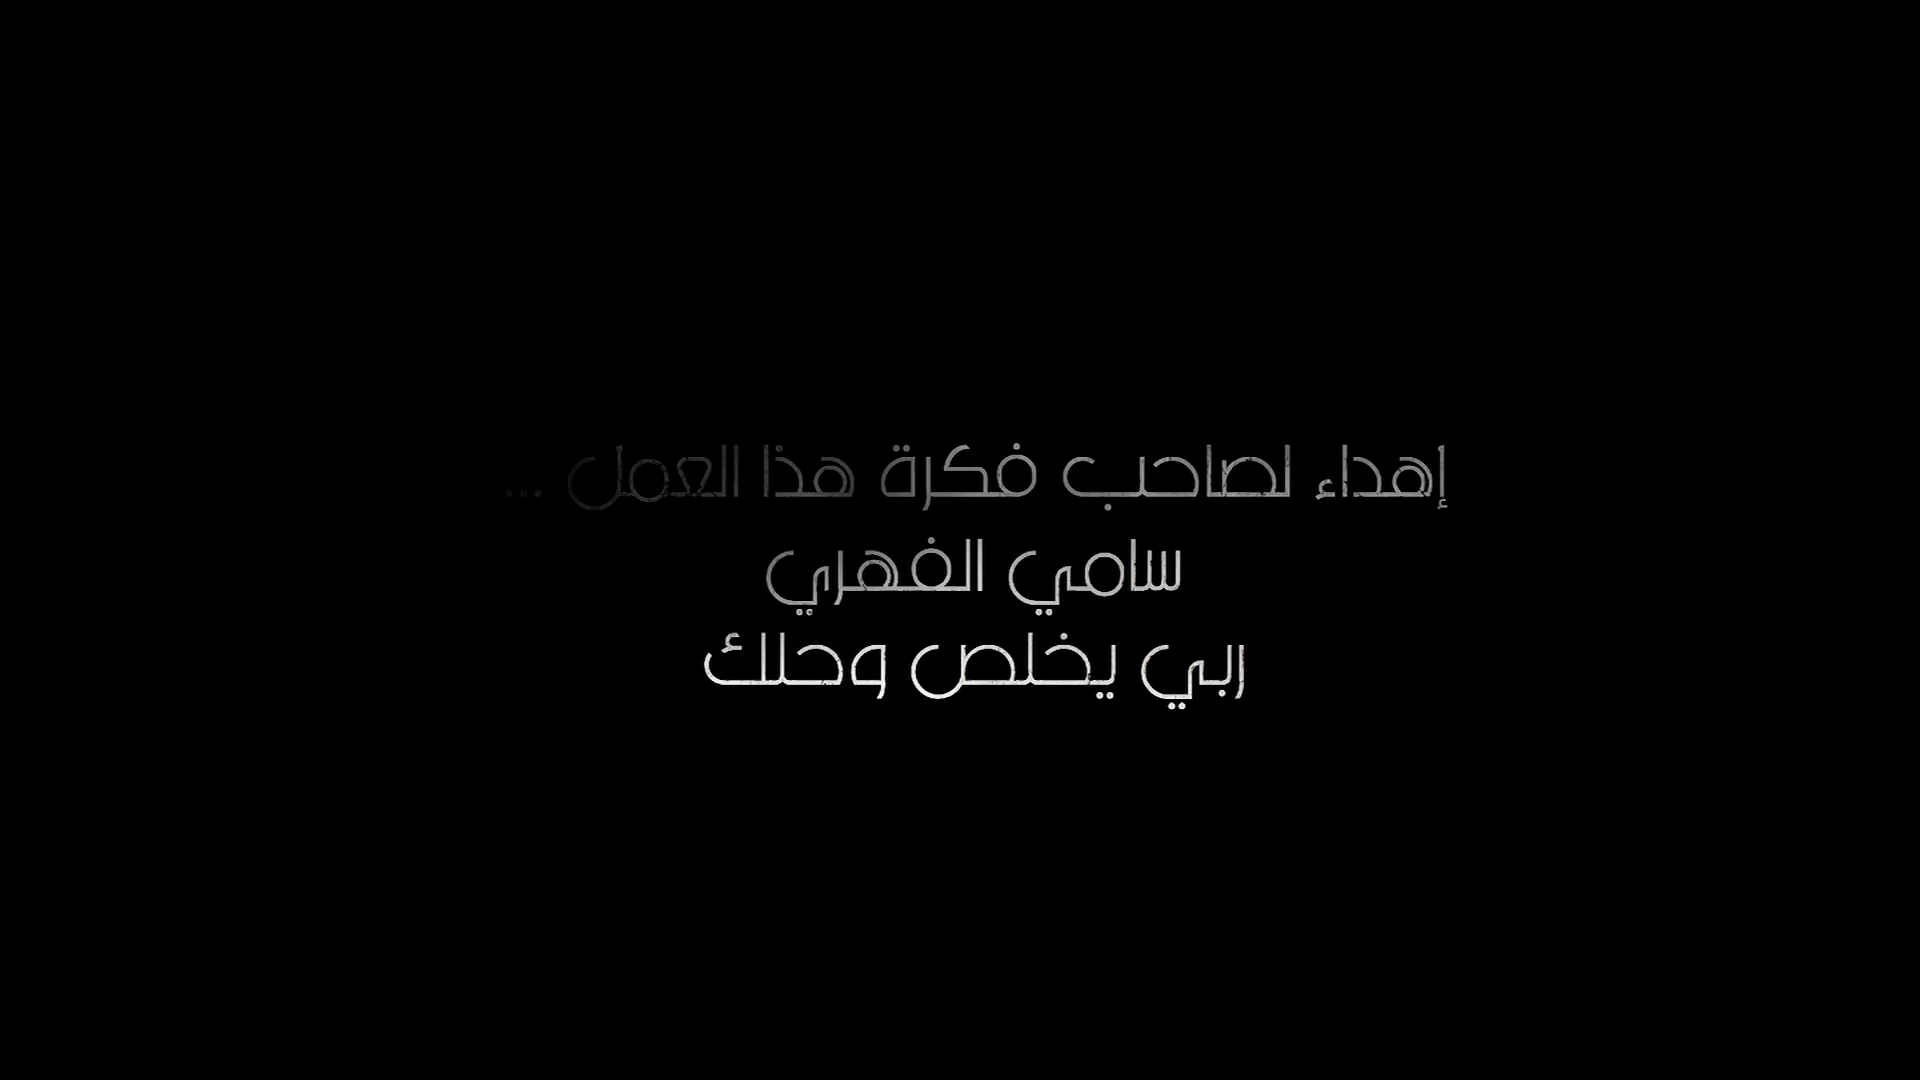 إهداء لصاحب فكرة هذا العمل ...
سامي الفهري
ربي يخلص وحلك